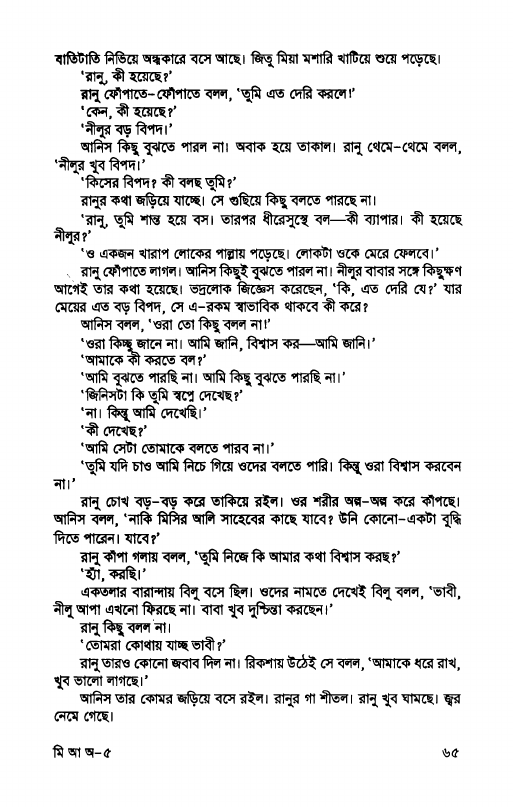 বাতিটাতি নিভিয়ে অন্ধকারে বসে আছে। জিতু মিয়া মশারি খাটিয়ে শুয়ে পড়েছে।
‘রানু, কী হয়েছে?’
রানু ফোঁপাতে–ফোঁপাতে বলল, ‘তুমি এত দেরি করলে!’
‘কেন, কী হয়েছে?’
‘নীলুর বড় বিপদ।’
আনিস কিছু বুঝতে পারল না। অবাক হয়ে তাকাল। রানু থেমে–থেমে বলল,
‘নীলুর খুব বিপদ।’
‘কিসের বিপদ? কী বলছ তুমি?’
রানুর কথা জড়িয়ে যাচ্ছে। সে গুছিয়ে কিছু বলতে পারছে না।
‘রানু, তুমি শান্ত হয়ে বস। তারপর ধীরেসুস্থে বল—কী ব্যাপার। কী হয়েছে
নীলুর?’
‘ও একজন খারাপ লোকের পাল্লায় পড়েছে। লোকটা ওকে মেরে ফেলবে।’
রানু ফোঁপাতে লাগল। আনিস কিছুই বুঝতে পারল না। নীলুর বাবার সঙ্গে কিছুক্ষণ
আগেই তার কথা হয়েছে। ভদ্রলোক জিজ্ঞেস করেছেন, ‘কি, এত দেরি যে?’ যার
মেয়ের এত বড় বিপদ, সে এ–রকম স্বাভাবিক থাকবে কী করে?
আনিস বলল, ‘ওরা তো কিছু বলল না!’
‘ওরা কিচ্ছু জানে না। আমি জানি, বিশ্বাস কর—আমি জানি।’
‘আমাকে কী করতে বল?’
‘আমি বুঝতে পারছি না। আমি কিছু বুঝতে পারছি না।’
‘জিনিসটা কি তুমি স্বপ্নে দেখেছ?’
‘না। কিন্তু আমি দেখেছি।’
‘কী দেখেছ?’
‘আমি সেটা তোমাকে বলতে পারব না।’
‘তুমি যদি চাও আমি নিচে গিয়ে ওদের বলতে পারি। কিন্তু ওরা বিশ্বাস করবেন
না।’
রানু চোখ বড়–বড় করে তাকিয়ে রইল। ওর শরীর অল্প–অল্প করে কাঁপছে।
আনিস বলল, ‘নাকি মিসির আলি সাহেবের কাছে যাবে? উনি কোনো–একটা বুদ্ধি
দিতে পারেন। যাবে?’
রানু কাঁপা গলায় বলল, ‘তুমি নিজে কি আমার কথা বিশ্বাস করছ?’
‘হ্যাঁ, করছি।’
একতলার বারান্দায় বিলু বসে ছিল। ওদের নামতে দেখেই বিলু বলল, ‘ভাবী,
নীলু আপা এখনো ফিরছে না। বাবা খুব দুশ্চিন্তা করছেন।’
রানু কিছু বলল না।
‘তোমরা কোথায় যাচ্ছ ভাবী?’
রানু তারও কোনো জবাব দিল না। রিকশায় উঠেই সে বলল, ‘আমাকে ধরে রাখ,
খুব ভালো লাগছে।’
আনিস তার কোমর জড়িয়ে বসে রইল। রানুর গা শীতল। রানু খুব ঘামছে। জ্বর
নেমে গেছে।
মি আ অ–৫ ৬৫